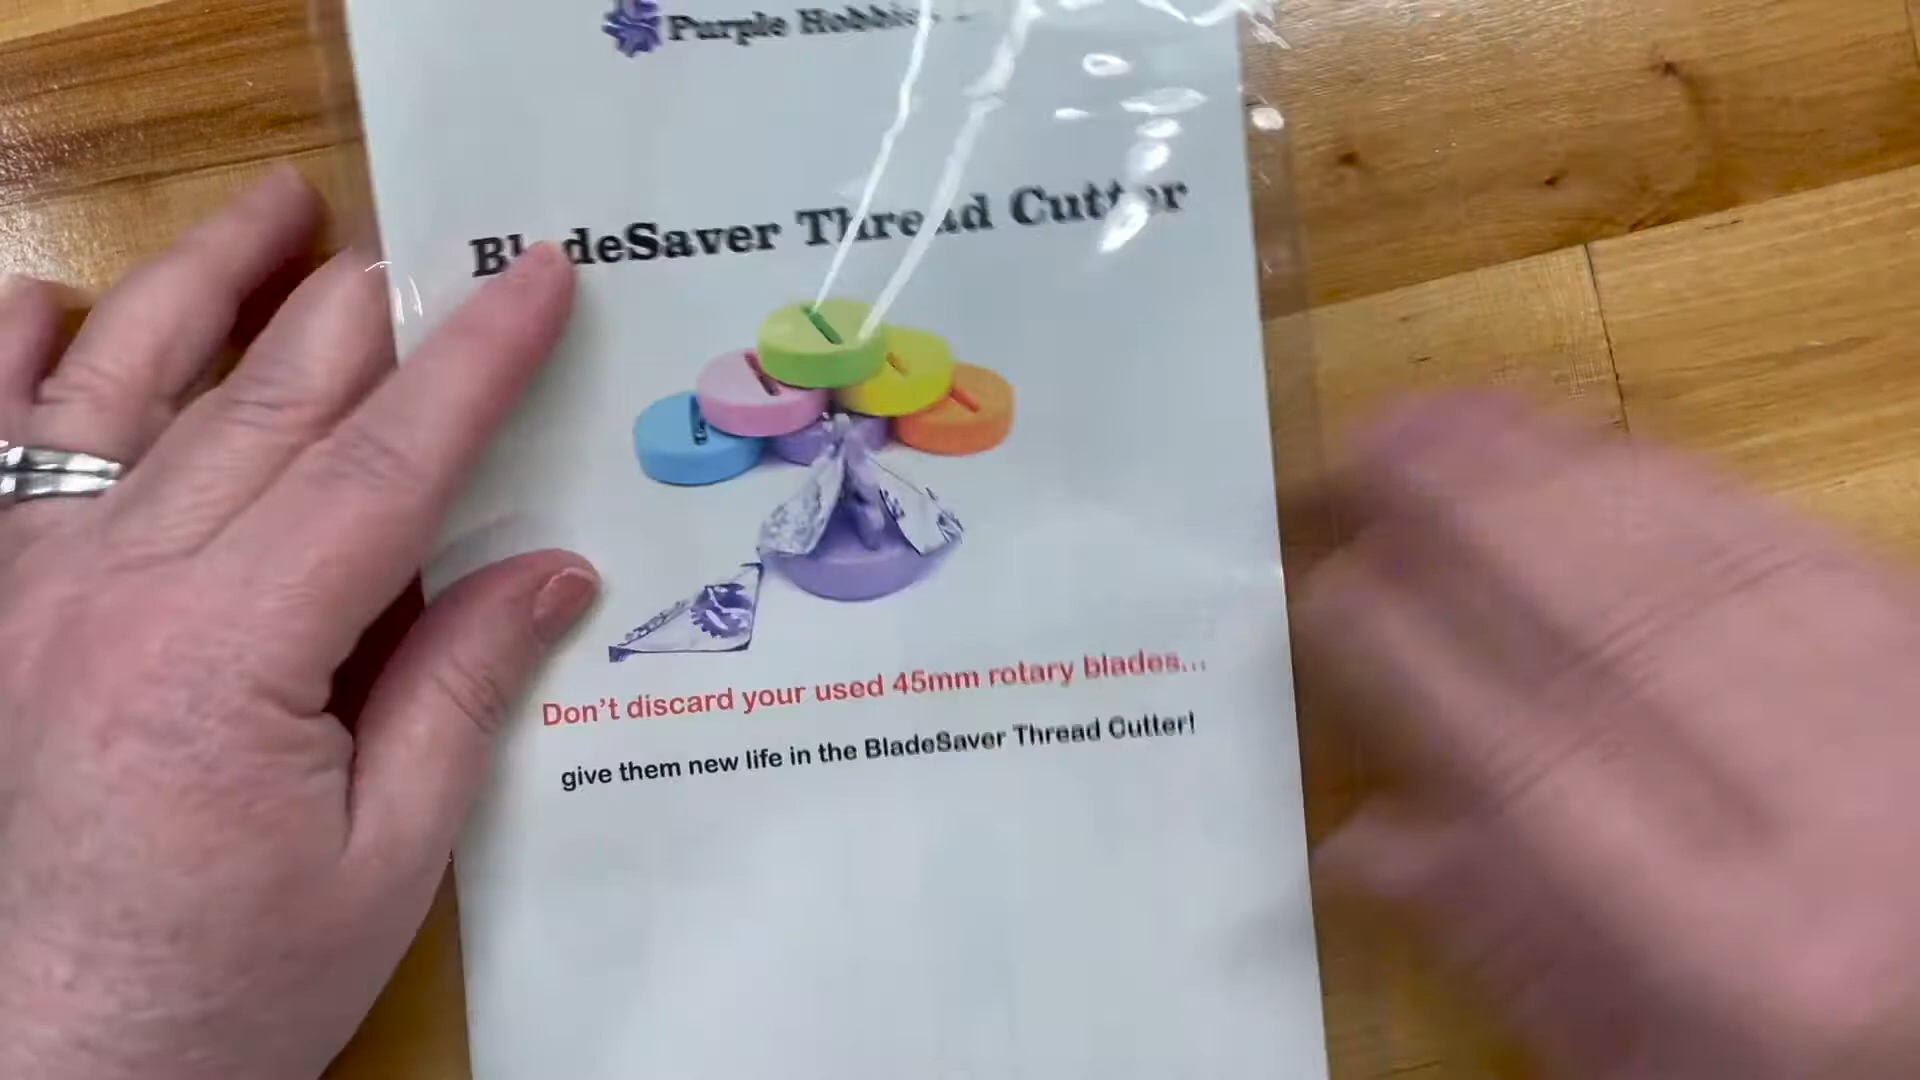 Purple Hobbies
BladeSaver Thread Cutter
Don't discard your used 45mm rotary blades...
give them new life in the BladeSaver Thread Cutter!